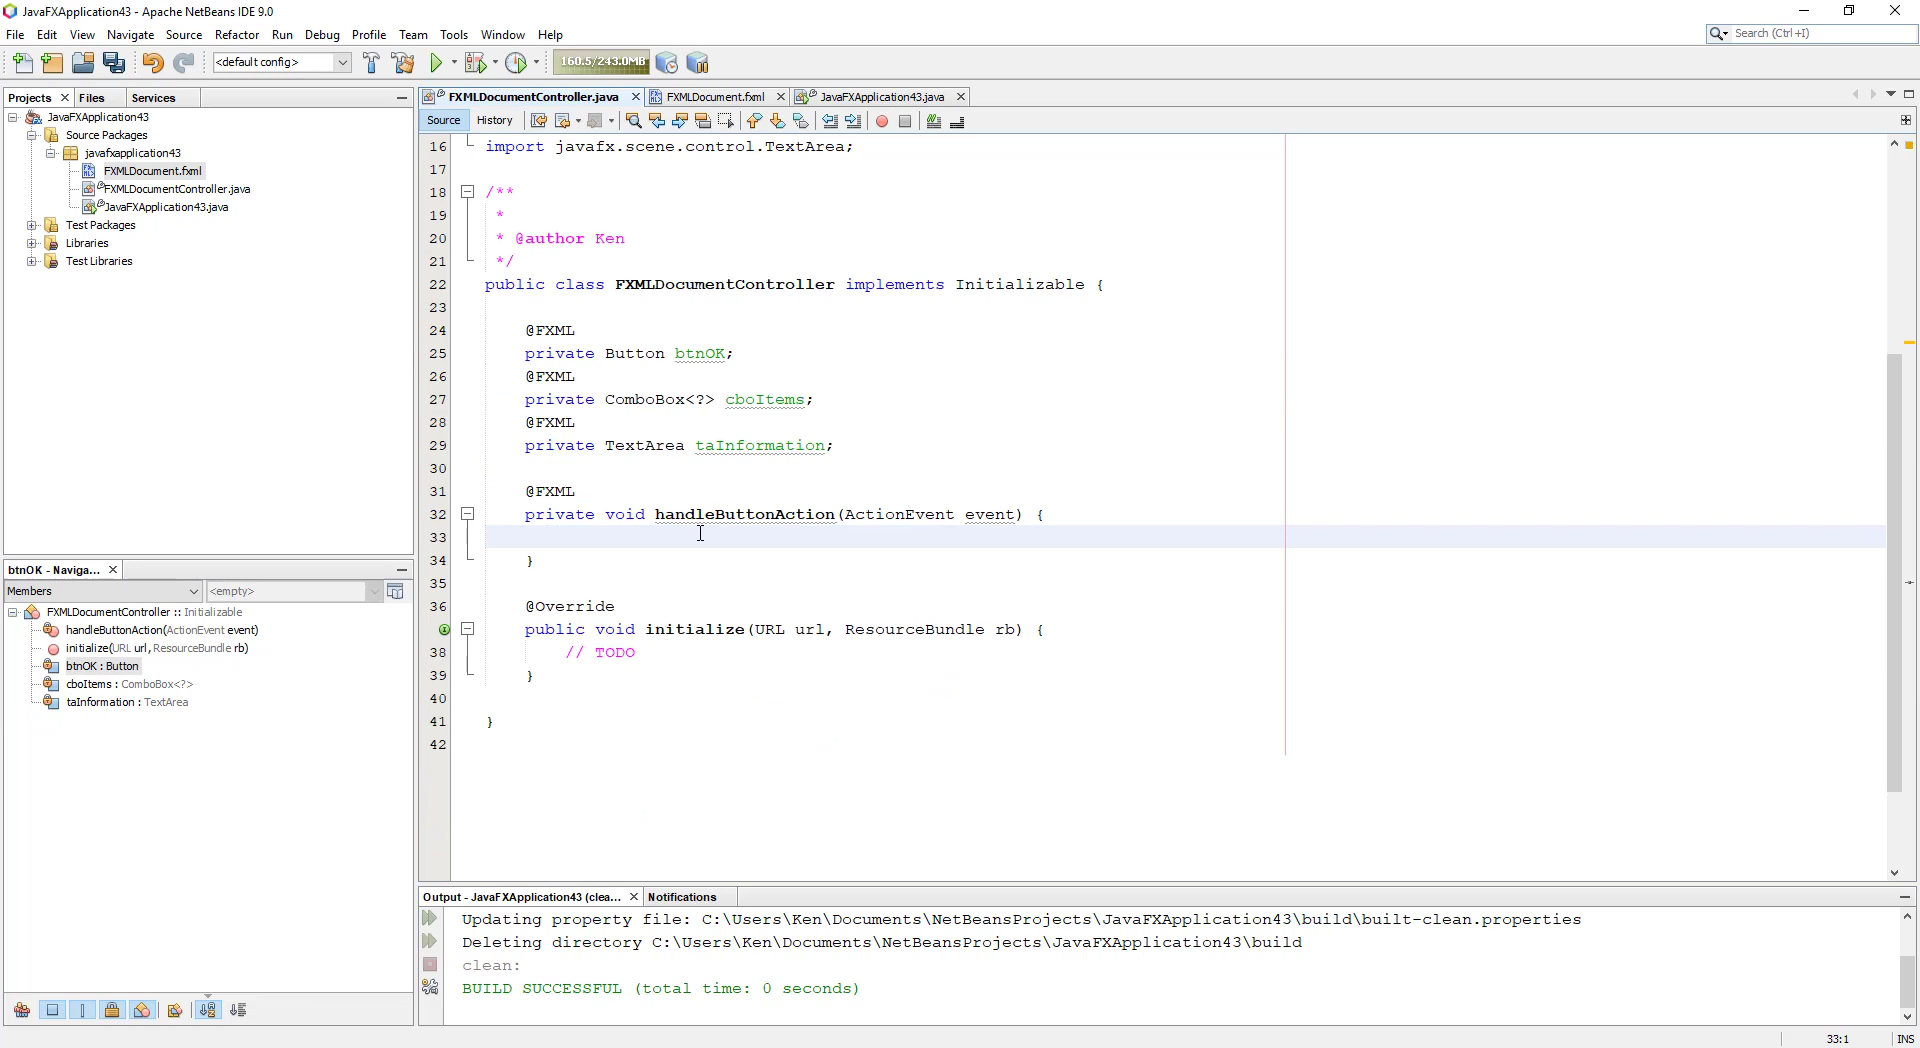 JavaFXApplication43 - Apache NetBeans IDE 9.0
File Edit View Navigate Source Refactor Run Debug Profile Team Tools Window Help
Search (Ctrl+I)
<default config>
160.5/243.0MB
Projects Files Services
JavaFXApplication43
Source Packages
javafxapplication43
FXMLDocument.fxml
FXMLDocumentController.java
JavaFXApplication43.java
Test Packages
Libraries
Test Libraries
btnOK - Naviga...
Members <empty>
FXMLDocumentController :: Initializable
handleButtonAction(ActionEvent event)
initialize(URL url, ResourceBundle rb)
btnOK : Button
cboItems : ComboBox<?>
taInformation : TextArea
FXMLDocumentController.java FXMLDocument.fxml JavaFXApplication43.java
Source History
16 import javafx.scene.control.TextArea;
17
18 /**
19 *
20 * @author Ken
21 */
22 public class FXMLDocumentController implements Initializable {
23
24 @FXML
25 private Button btnOK;
26 @FXML
27 private ComboBox<?> cboItems;
28 @FXML
29 private TextArea taInformation;
30
31 @FXML
32 private void handleButtonAction(ActionEvent event) {
33
34 }
35
36 @Override
public void initialize(URL url, ResourceBundle rb) {
38 // TODO
39 }
40
41 }
42
Output - JavaFXApplication43 (clea... Notifications
Updating property file: C:\Users\Ken\Documents\NetBeansProjects\JavaFXApplication43\build\built-clean.properties
Deleting directory C:\Users\Ken\Documents\NetBeansProjects\JavaFXApplication43\build
clean:
BUILD SUCCESSFUL (total time: 0 seconds)
33:1 INS